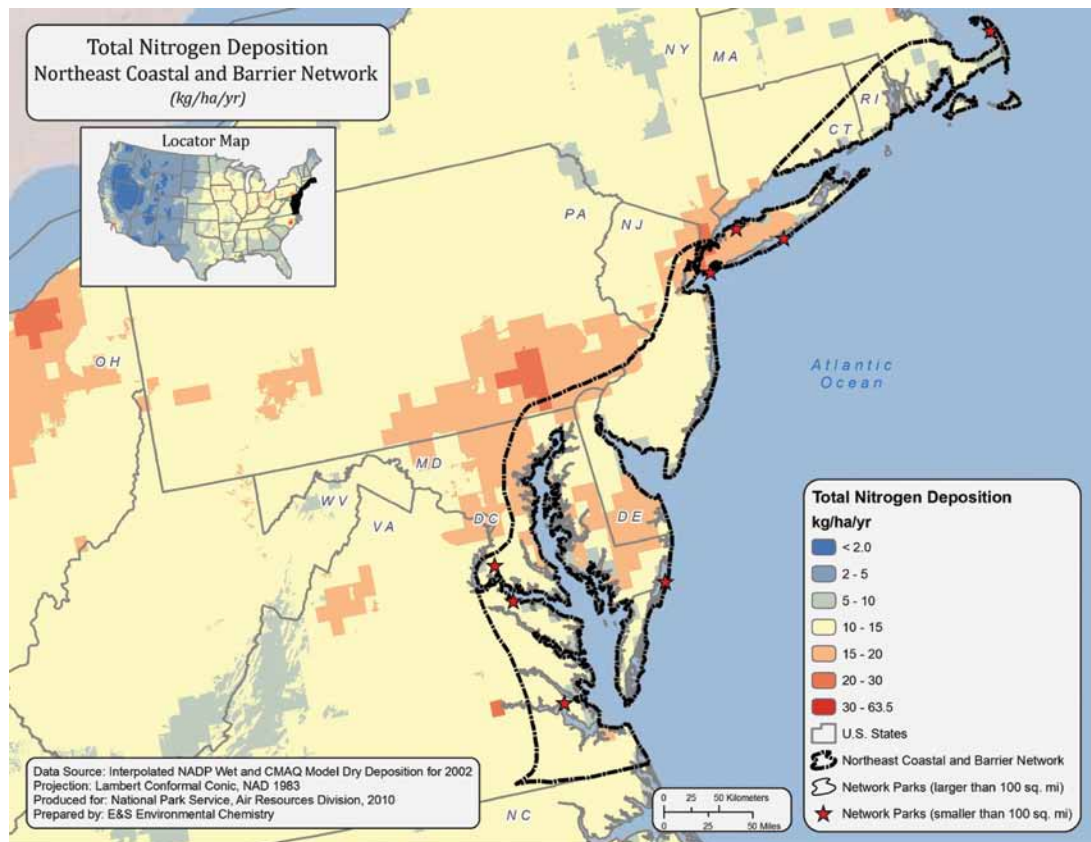 Total Nitrogen Deposition
Northeast Coastal and Barrier Network
(kg/ha/yr)
Locator Map
NY
MA
RI
CT
PA
NJ
OH
Atlantic
Ocean
MD
WV
VA
DC
DE
NC
Total Nitrogen Deposition
kg/ha/yr
< 2.0
2 - 5
5 - 10
10 - 15
15 - 20
20 - 30
30 - 63.5
U.S. States
Northeast Coastal and Barrier Network
Network Parks (larger than 100 sq. mi)
Network Parks (smaller than 100 sq. mi)
Data Source: Interpolated NADP Wet and CMAQ Model Dry Deposition for 2002
Projection: Lambert Conformal Conic, NAD 1983
Produced for: National Park Service, Air Resources Division, 2010
Prepared by: E&S Environmental Chemistry
0 25 50 Kilometers
0 25 50 Miles